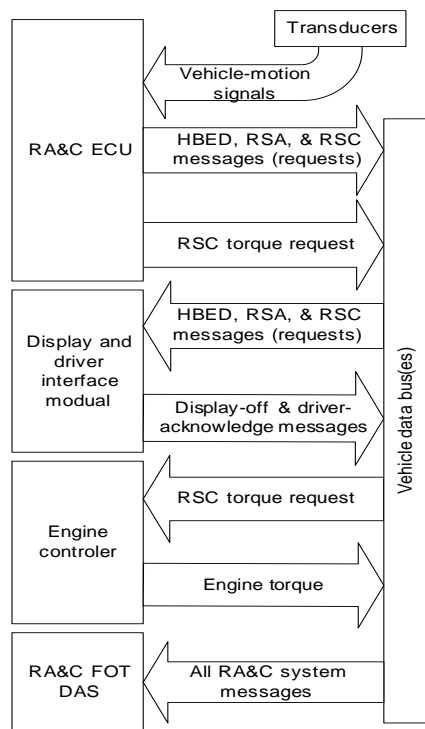 Transducers
Vehicle-motion
signals
RA&C ECU
HBED, RSA, & RSC
messages (requests)
RSC torque request
Display and
driver
interface
modual
HBED, RSA, & RSC
messages (requests)
Display-off & driver-
acknowledge messages
Engine
controler
RSC torque request
Engine torque
RA&C FOT
DAS
All RA&C system
messages
Vehicle data bus(es)